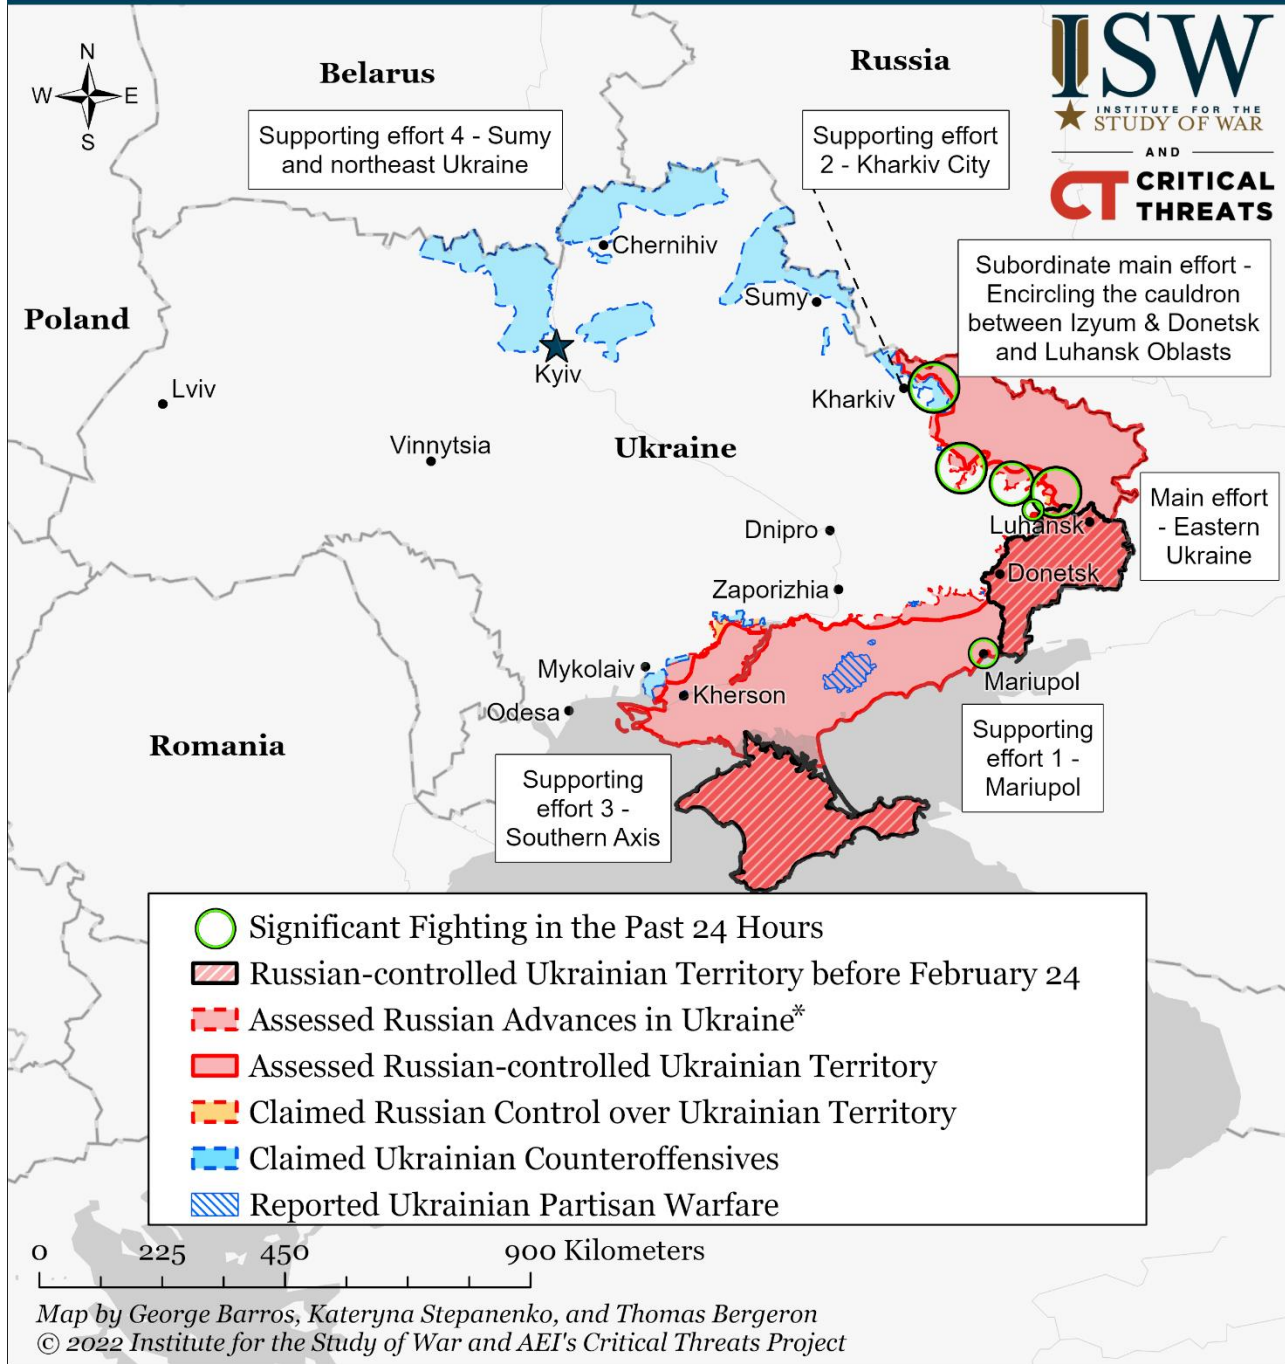 N
W
E
S
Belarus
Russia
ISW
INSTITUTE FOR THE
STUDY OF WAR
AND
CT CRITICAL
THREATS
Supporting effort 4 - Sumy
and northeast Ukraine
Supporting effort
2 - Kharkiv City
Subordinate main effort -
Encircling the cauldron
between Izyum & Donetsk
and Luhansk Oblasts
Chernihiv
Sumy
Poland
Kyiv
Lviv
Kharkiv
Vinnytsia
Ukraine
Main effort
- Eastern
Ukraine
Dnipro
Luhansk
Donetsk
Zaporizhia
Mykolaiv
Kherson
Mariupol
Odesa
Romania
Supporting
effort 1 -
Mariupol
Supporting
effort 3 -
Southern Axis
Significant Fighting in the Past 24 Hours
Russian-controlled Ukrainian Territory before February 24
Assessed Russian Advances in Ukraine*
Assessed Russian-controlled Ukrainian Territory
Claimed Russian Control over Ukrainian Territory
Claimed Ukrainian Counteroffensives
Reported Ukrainian Partisan Warfare
0 225 450 900 Kilometers
Map by George Barros, Kateryna Stepanenko, and Thomas Bergeron
© 2022 Institute for the Study of War and AEI's Critical Threats Project